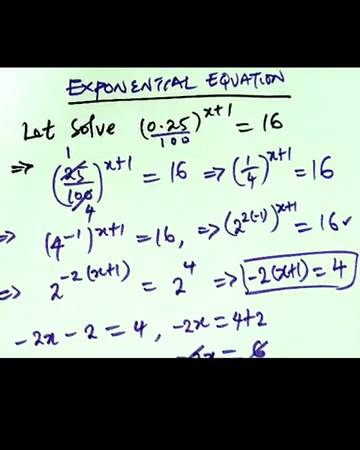 EXPONENTIAL EQUATION
Let Solve (0.25/100)^x+1 = 16
⇒ (25/100)^x+1 = 16 ⇒ (1/4)^x+1 = 16
⇒ (4^-1)^x+1 = 16, ⇒ (2^2(-1))^x+1 = 16
⇒ 2^-2(x+1) = 2^4 ⇒ -2(x+1) = 4
-2x - 2 = 4, -2x = 4+2